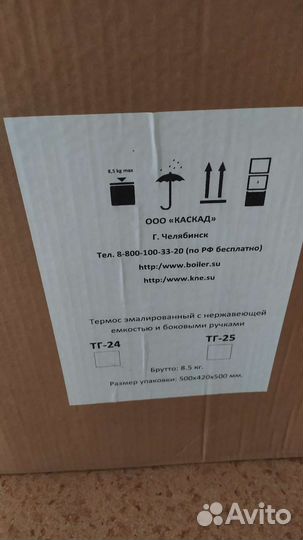 8,5 kg max
ООО «КАСКАД»
Г. Челябинск
Тел. 8-800-100-33-20 (по РФ бесплатно)
http:/www.boiler.su
http:/www.kne.su
Термос эмалированный с нержавеющей
емкостью и боковыми ручками
ТГ-24 ТГ-25
Брутто: 8.5 кг.
Размер упаковки: 500х420х500 мм.
Avito